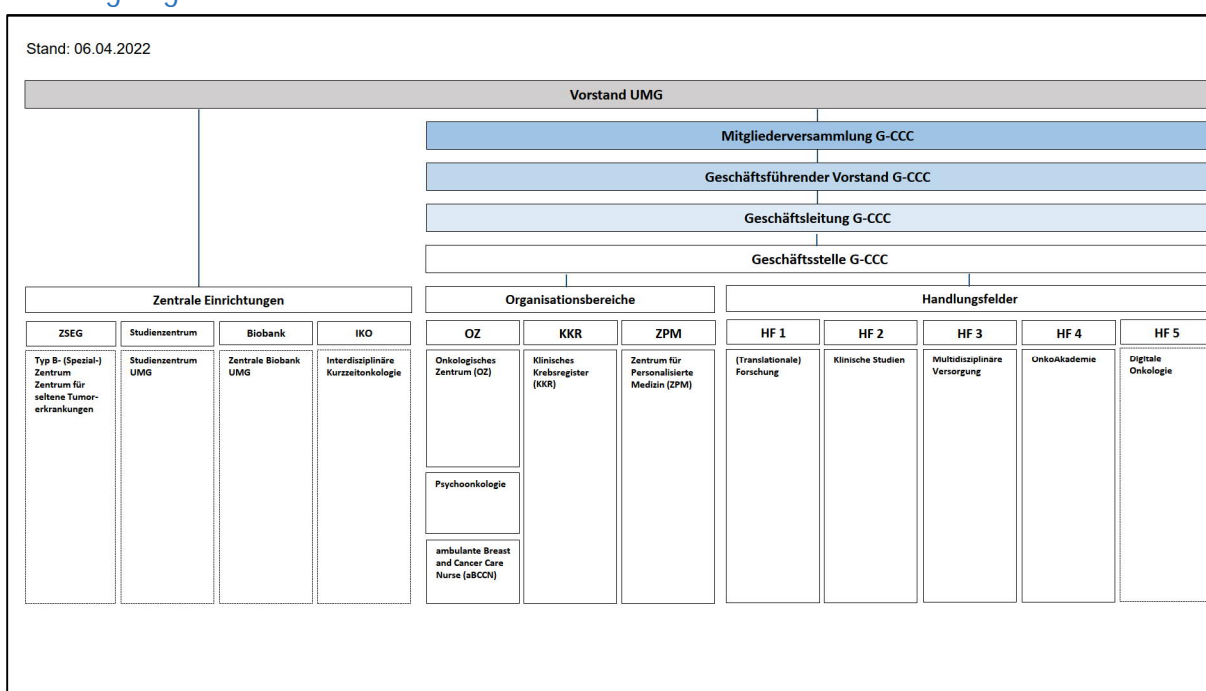 Stand: 06.04.2022
Vorstand UMG
Mitgliederversammlung G-CCC
Geschäftsführender Vorstand G-CCC
Geschäftsleitung G-CCC
Geschäftsstelle G-CCC
Zentrale Einrichtungen
Organisationsbereiche
Handlungsfelder
ZSEG
Studienzentrum
Biobank
IKO
OZ
KKR
ZPM
HF 1
HF 2
HF 3
HF 4
HF 5
Typ B- (Spezial-)
Zentrum
Zentrum für
seltene Tumor-
erkrankungen
Studienzentrum
UMG
Zentrale Biobank
UMG
Interdisziplinäre
Kurzzeitonkologie
Onkologisches
Zentrum (OZ)
Psychoonkologie
ambulante Breast
and Cancer Care
Nurse (aBCCN)
Klinisches
Krebsregister
(KKR)
Zentrum für
Personalisierte
Medizin (ZPM)
(Translationale)
Forschung
Klinische Studien
Multidisziplinäre
Versorgung
OnkoAkademie
Digitale
Onkologie